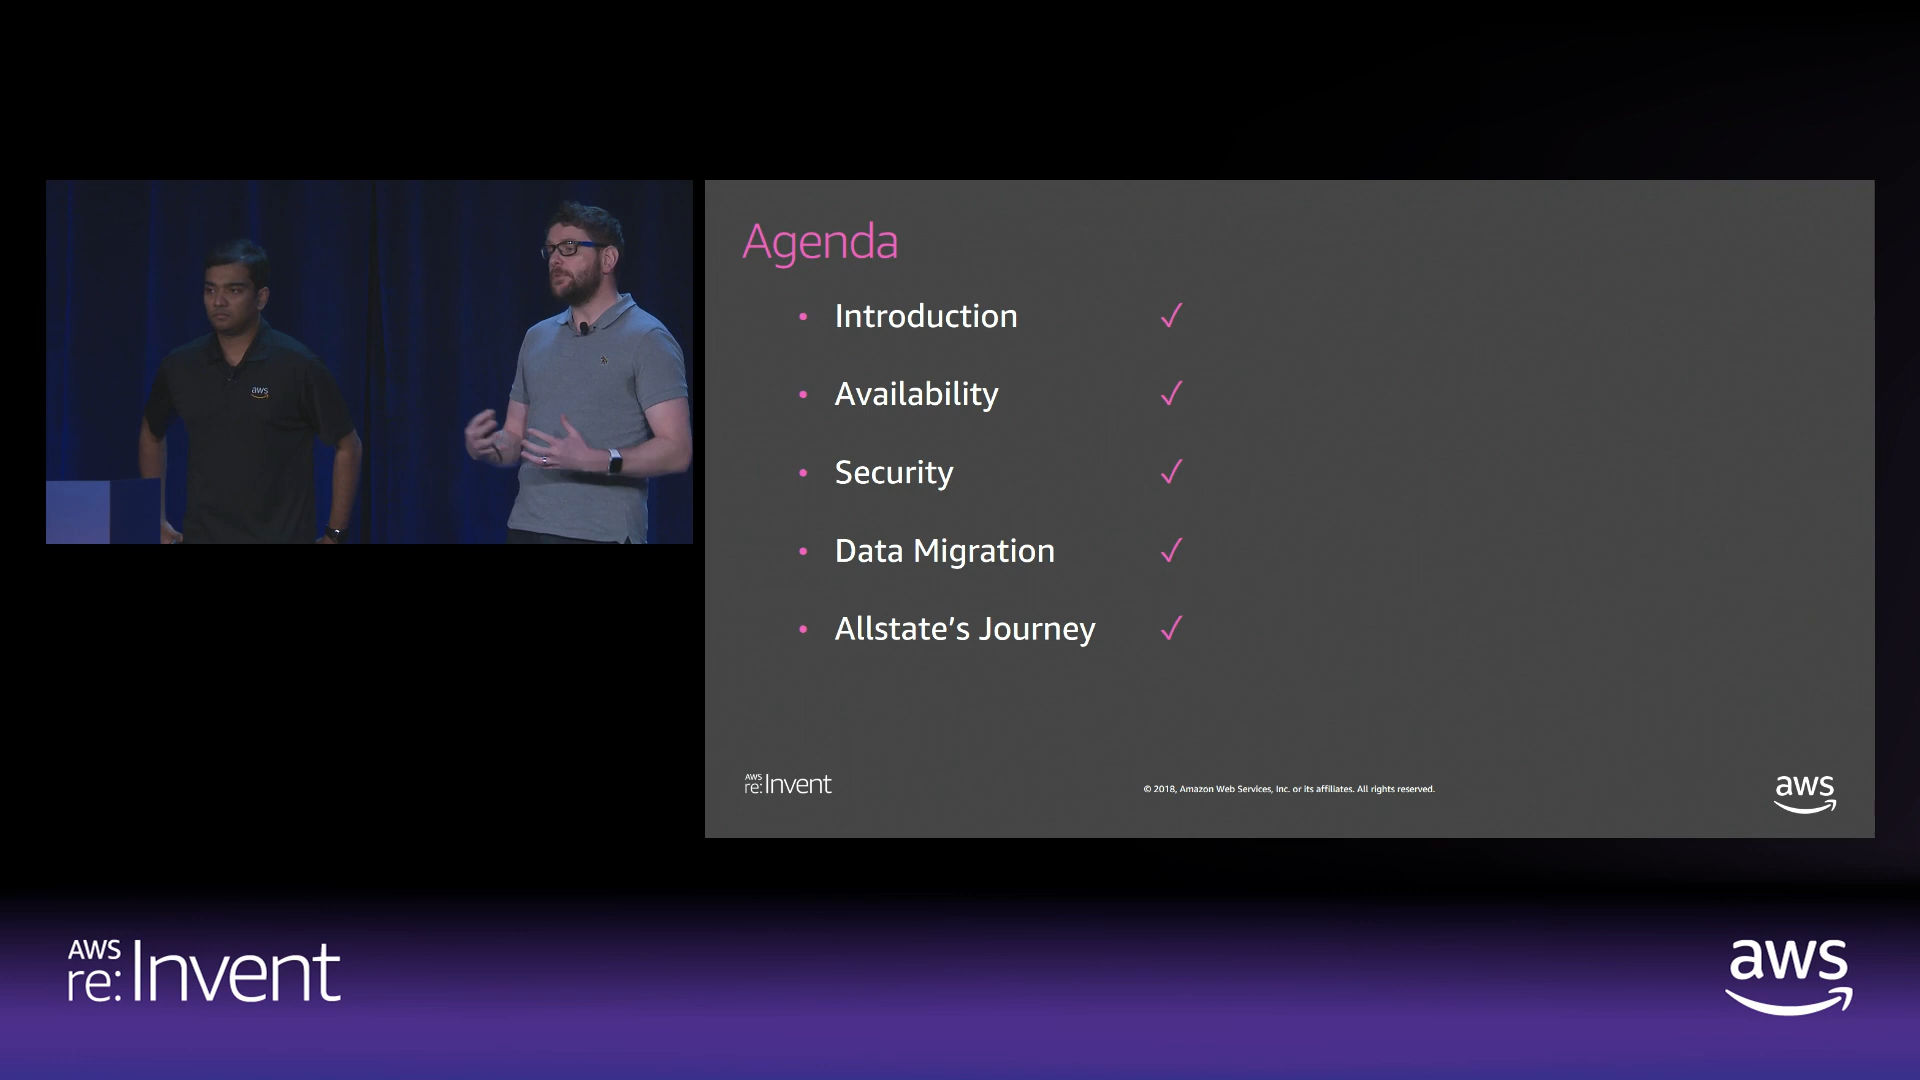 aws
Agenda
• Introduction ✓
• Availability ✓
• Security ✓
• Data Migration ✓
• Allstate's Journey ✓
AWS
re:Invent
© 2018, Amazon Web Services, Inc. or its affiliates. All rights reserved.
aws
AWS
re:Invent
aws